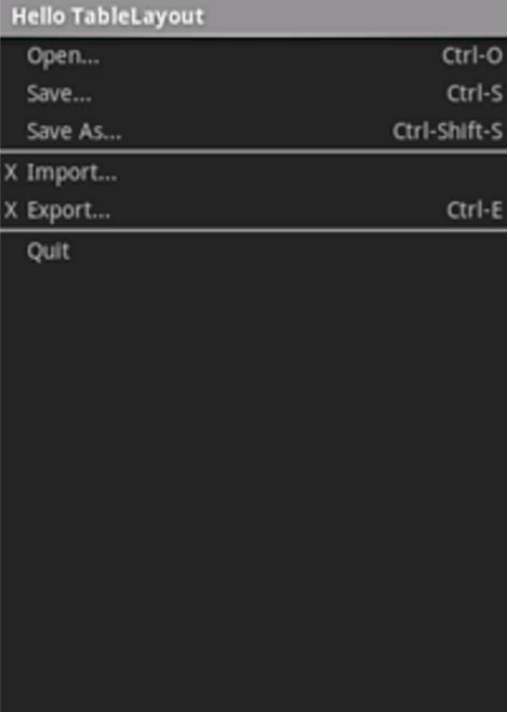 Hello TableLayout
Open... Ctrl-O
Save... Ctrl-S
Save As... Ctrl-Shift-S
X Import...
X Export... Ctrl-E
Quit